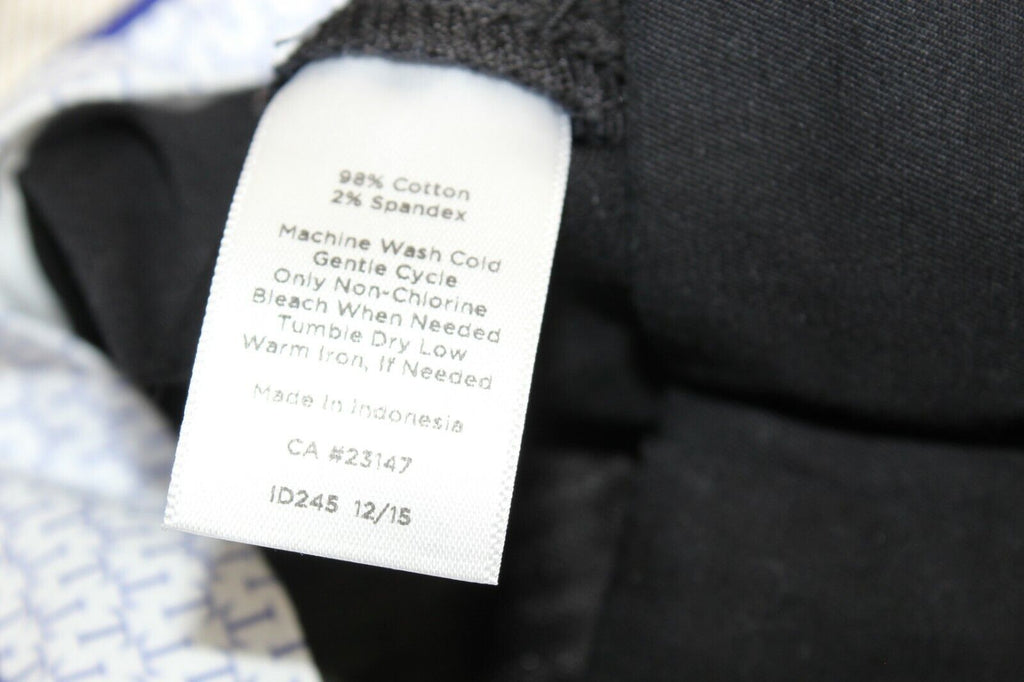 98% Cotton
2% Spandex
Machine Wash Cold
Gentle Cycle
Only Non-Chlorine
Bleach When Needed
Tumble Dry Low
Warm Iron, If Needed
Made In Indonesia
CA #23147
ID245 12/15